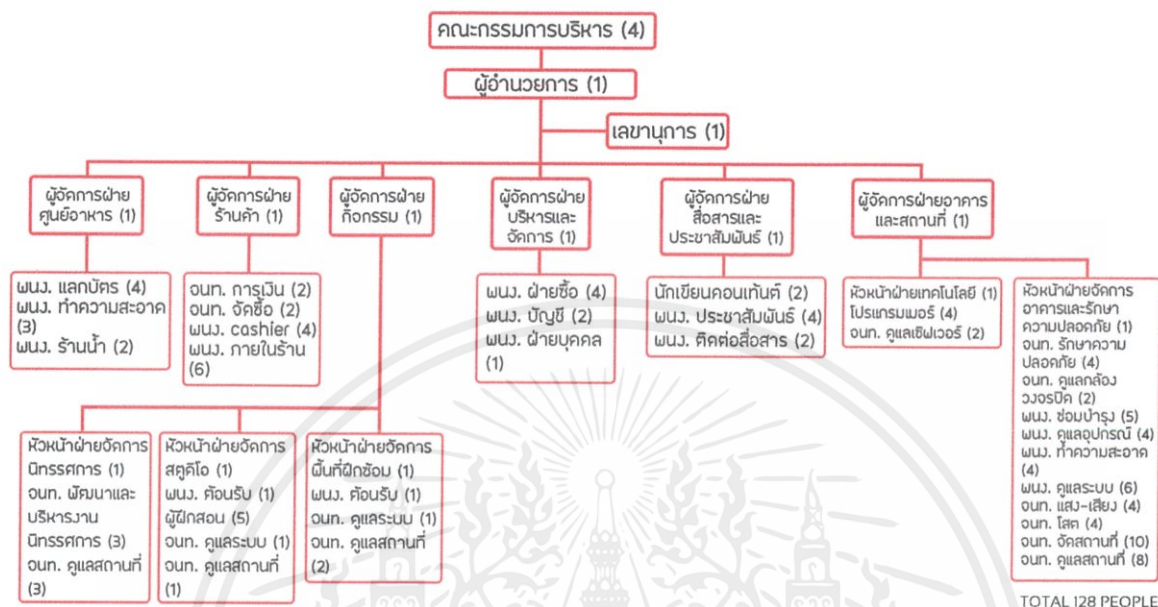 คณะกรรมการบริหาร (4)
ผู้อำนวยการ (1)
เลขานุการ (1)
ผู้จัดการฝ่าย
ศูนย์อาหาร (1)
ผู้จัดการฝ่าย
ร้านค้า (1)
ผู้จัดการฝ่าย
กิจกรรม (1)
ผู้จัดการฝ่าย
บริหารและ
จัดการ (1)
ผู้จัดการฝ่าย
สื่อสารและ
ประชาสัมพันธ์ (1)
ผู้จัดการฝ่ายอาคาร
และสถานที่ (1)
พนง. แลกบัตร (4)
พนง. ทำความสะอาด
(3)
พนง. ร้านน้ำ (2)
จนท. การเงิน (2)
จนท. จัดซื้อ (2)
พนง. cashier (4)
พนง. ภายในร้าน
(6)
พนง. ฝ่ายซื้อ (4)
พนง. บัญชี (2)
พนง. ฝ่ายบุคคล
(1)
นักเขียนคอนเทนต์ (2)
พนง. ประชาสัมพันธ์ (4)
พนง. ติดต่อสื่อสาร (2)
หัวหน้าฝ่ายเทคโนโลยี (1)
โปรแกรมเมอร์ (4)
จนท. ดูแลเซิฟเวอร์ (2)
หัวหน้าฝ่ายจัดการ
อาคารและรักษา
ความปลอดภัย (1)
จนท. รักษาความ
ปลอดภัย (4)
จนท. ดูแลกล้อง
วงจรปิด (2)
พนง. ซ่อมบำรุง (5)
พนง. ดูแลอุปกรณ์ (4)
พนง. ทำความสะอาด
(4)
พนง. ดูแลระบบ (6)
จนท. แสง-เสียง (4)
จนท. โสต (4)
จนท. จัดสถานที่ (10)
จนท. ดูแลสถานที่ (8)
หัวหน้าฝ่ายจัดการ
นิทรรศการ (1)
จนท. พัฒนาและ
บริหารงาน
นิทรรศการ (3)
จนท. ดูแลสถานที่
(3)
หัวหน้าฝ่ายจัดการ
สตูดิโอ (1)
พนง. ต้อนรับ (1)
ผู้ฝึกสอน (5)
จนท. ดูแลระบบ (1)
จนท. ดูแลสถานที่
(1)
หัวหน้าฝ่ายจัดการ
พื้นที่ฝึกซ้อม (1)
พนง. ต้อนรับ (1)
จนท. ดูแลระบบ (1)
จนท. ดูแลสถานที่
(2)
TOTAL 128 PEOPLE